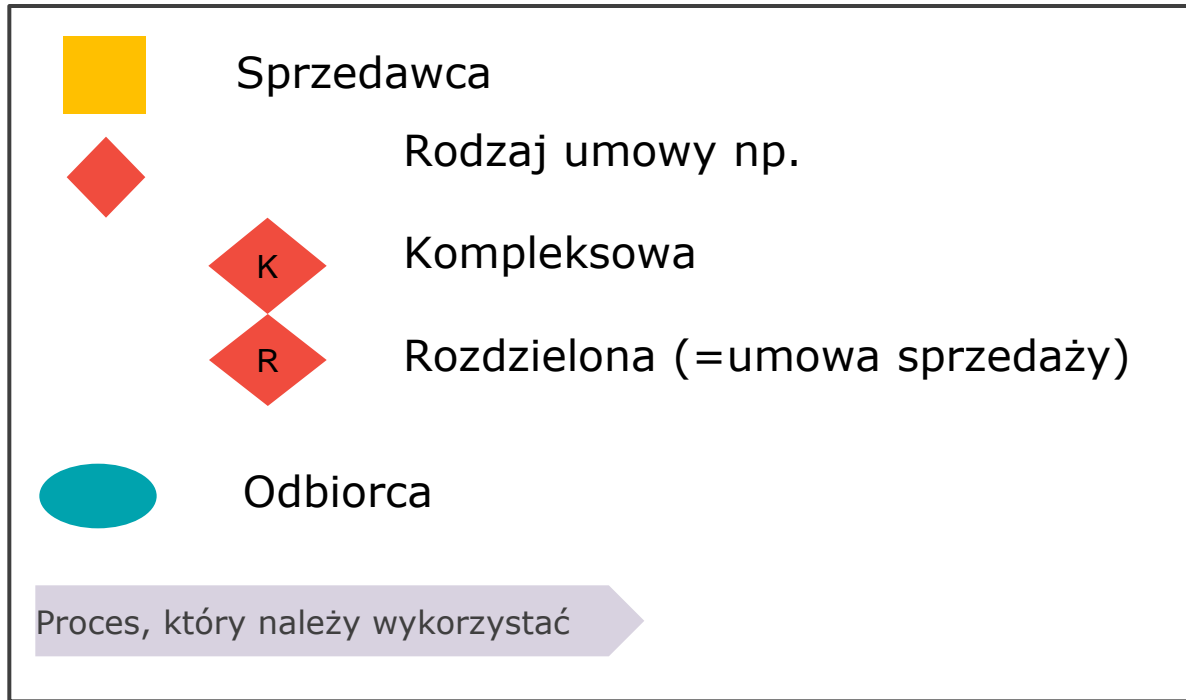 Sprzedawca
Rodzaj umowy np.
K
Kompleksowa
R
Rozdzielona (=umowa sprzedaży)
Odbiorca
Proces, który należy wykorzystać